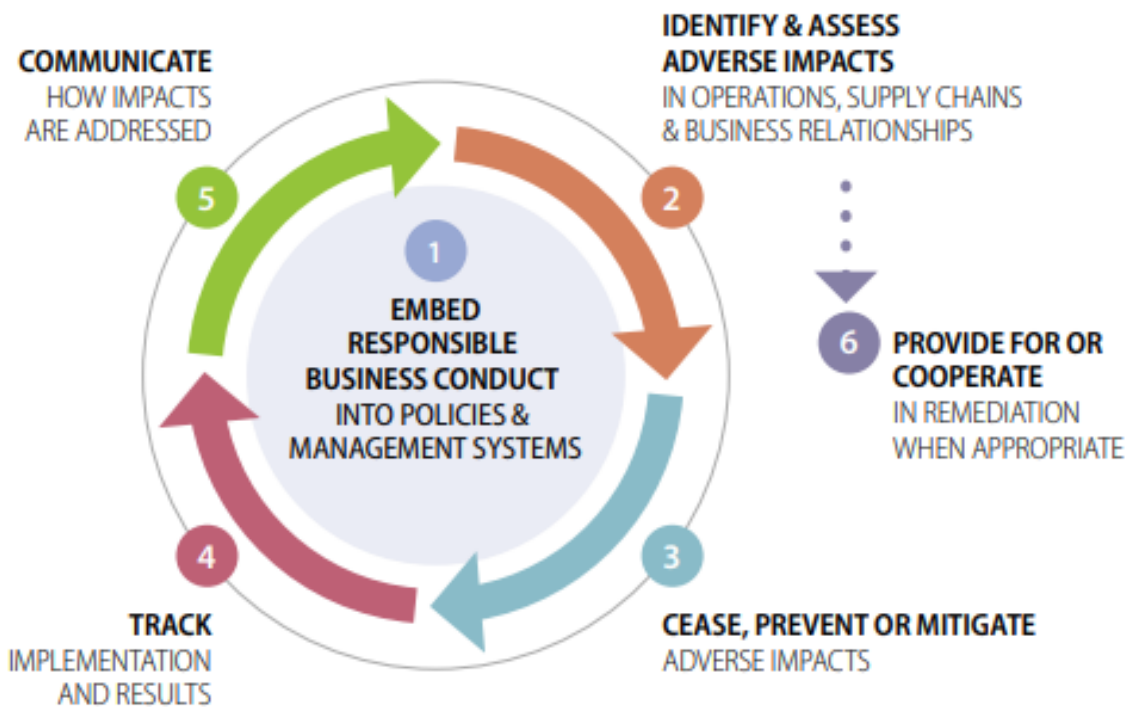 1
EMBED
RESPONSIBLE
BUSINESS CONDUCT
INTO POLICIES &
MANAGEMENT SYSTEMS
2
IDENTIFY & ASSESS
ADVERSE IMPACTS
IN OPERATIONS, SUPPLY CHAINS
& BUSINESS RELATIONSHIPS
3
CEASE, PREVENT OR MITIGATE
ADVERSE IMPACTS
4
TRACK
IMPLEMENTATION
AND RESULTS
5
COMMUNICATE
HOW IMPACTS
ARE ADDRESSED
6
PROVIDE FOR OR
COOPERATE
IN REMEDIATION
WHEN APPROPRIATE